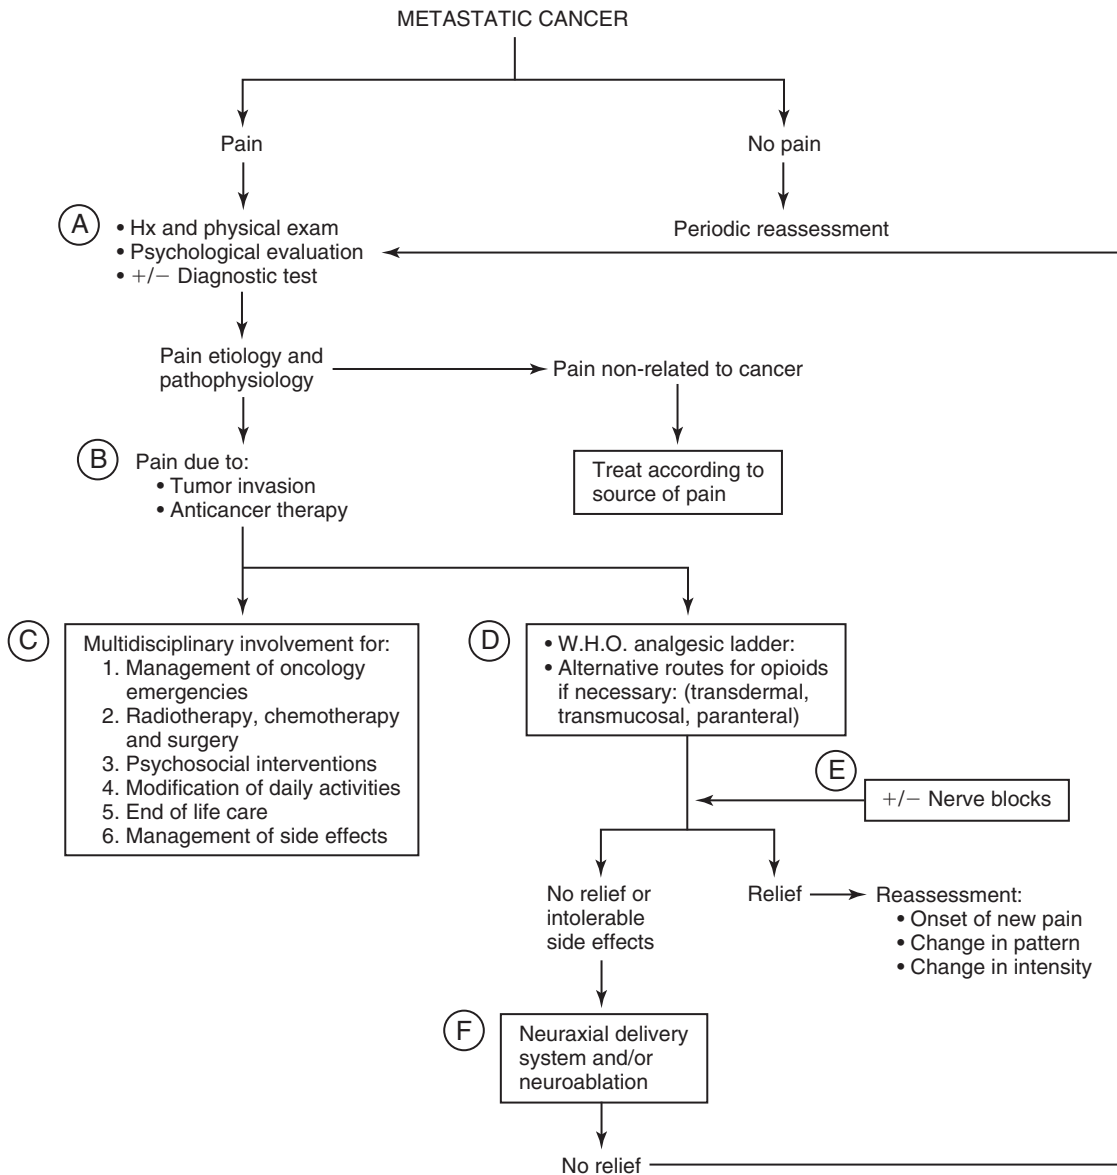 METASTATIC CANCER
Pain
No pain
A
• Hx and physical exam
• Psychological evaluation
• +/− Diagnostic test
Periodic reassessment
Pain etiology and
pathophysiology
Pain non-related to cancer
B
Pain due to:
• Tumor invasion
• Anticancer therapy
Treat according to
source of pain
C
Multidisciplinary involvement for:
1. Management of oncology
emergencies
2. Radiotherapy, chemotherapy
and surgery
3. Psychosocial interventions
4. Modification of daily activities
5. End of life care
6. Management of side effects
D
• W.H.O. analgesic ladder:
• Alternative routes for opioids
if necessary: (transdermal,
transmucosal, paranteral)
E
+/− Nerve blocks
No relief or
intolerable
side effects
Relief
Reassessment:
• Onset of new pain
• Change in pattern
• Change in intensity
F
Neuraxial delivery
system and/or
neuroablation
No relief